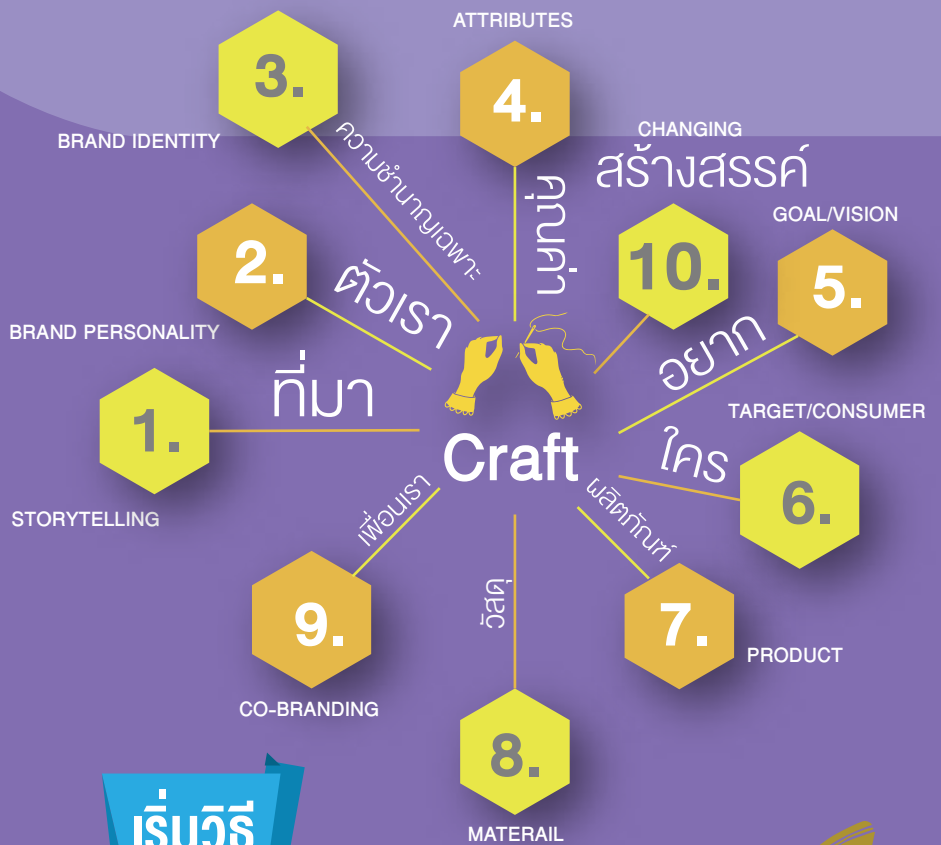 3.
BRAND IDENTITY
ความชำนาญเฉพาะ
ATTRIBUTES
4.
คุณค่า
CHANGING
สร้างสรรค์
10.
GOAL/VISION
5.
อยาก
2.
ตัวเรา
BRAND PERSONALITY
ที่มา
1.
STORYTELLING
Craft
TARGET/CONSUMER
ใคร
6.
ผลิตภัณฑ์
7.
PRODUCT
เพื่อนเรา
9.
CO-BRANDING
วัสดุ
8.
MATERAIL
เริ่มวิธี